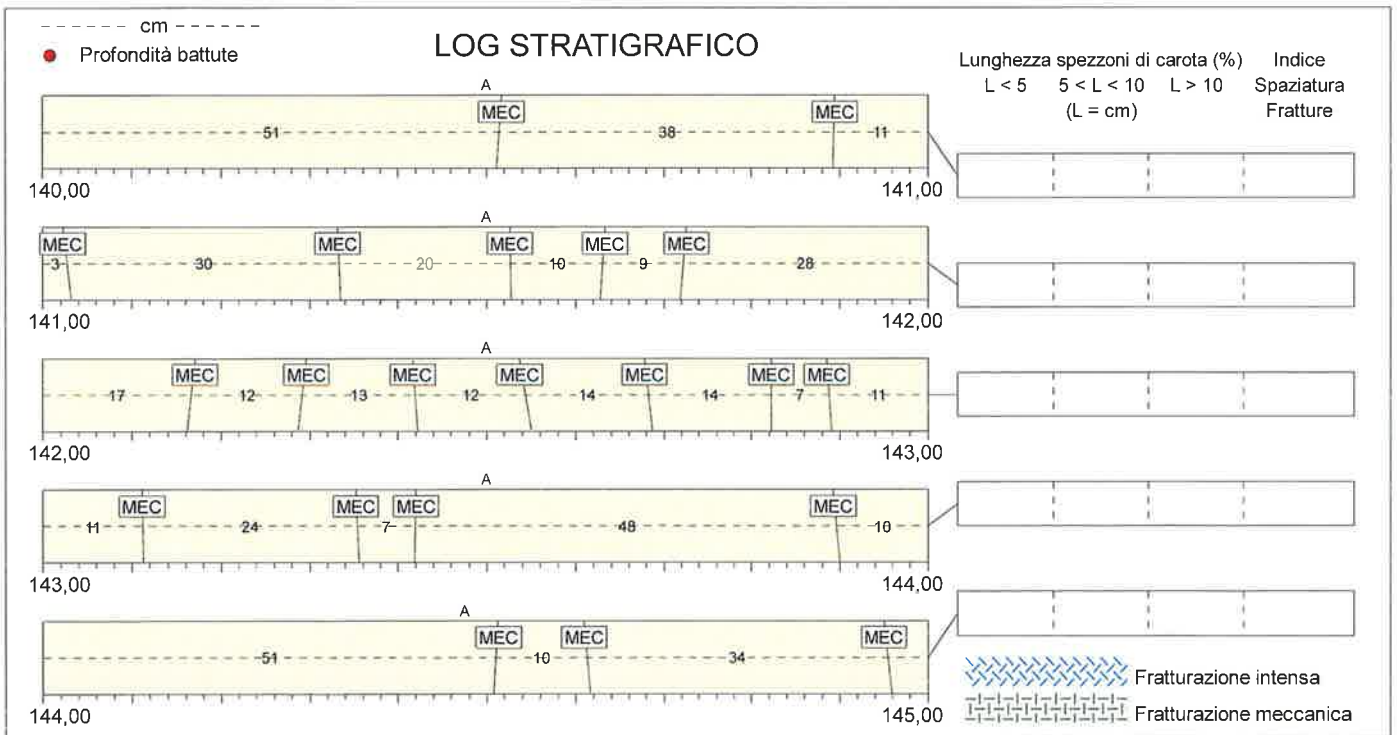 cm
Profondità battute
LOG STRATIGRAFICO
Lunghezza spezzoni di carota (%) Indice
L < 5 5 < L < 10 L > 10 Spaziatura
(L = cm) Fratture
A
MEC MEC
51 38 11
140,00 141,00
A
MEC MEC MEC MEC MEC
3 30 20 10 9 28
141,00 142,00
A
MEC MEC MEC MEC MEC MEC MEC
17 12 13 12 14 14 7 11
142,00 143,00
A
MEC MEC MEC MEC
11 24 7 48 10
143,00 144,00
A
MEC MEC MEC
51 10 34
144,00 145,00
Fratturazione intensa
Fratturazione meccanica